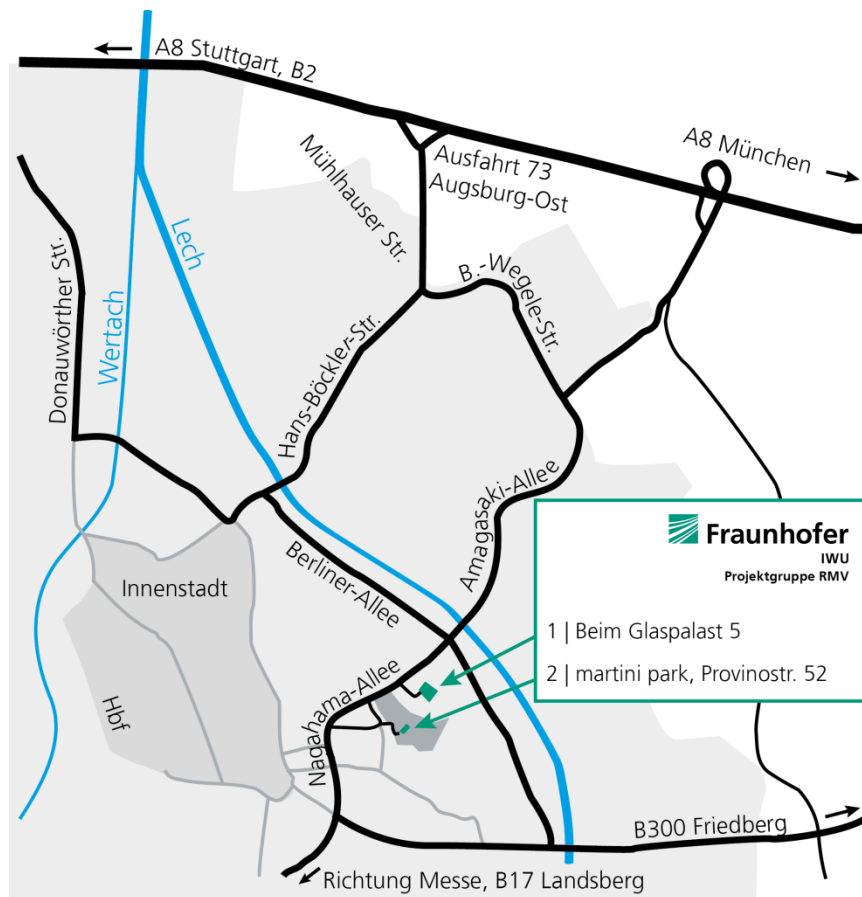 A8 Stuttgart, B2
Mühlhauser Str.
Ausfahrt 73
Augsburg-Ost
A8 München
Donauwörther Str.
Wertach
Lech
B.-Wegele-Str.
Hans-Böckler-Str.
Amagasaki-Allee
Berliner-Allee
Innenstadt
Hbf
Nagahama-Allee
Fraunhofer
IWU
Projektgruppe RMV
1 | Beim Glaspalast 5
2 | martini park, Provinostr. 52
B300 Friedberg
Richtung Messe, B17 Landsberg